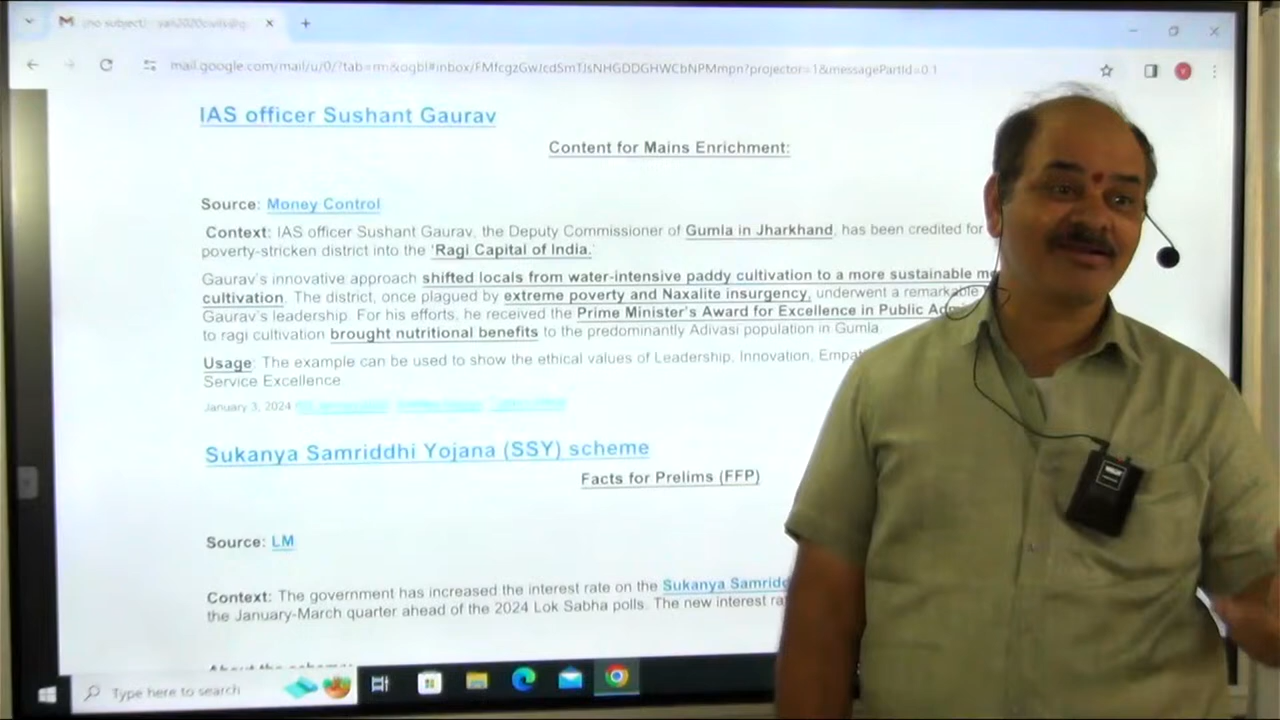 (no subject) - yan2020civils@g
mail.google.com/mail/u/0/?tab=rm&ogbl#inbox/FMfcgzGwJcdSmTJsNHGDDGHWCbNPMmpn?projector=1&messagePartId=0.1
IAS officer Sushant Gaurav
Content for Mains Enrichment:
Source: Money Control
Context: IAS officer Sushant Gaurav, the Deputy Commissioner of Gumla in Jharkhand, has been credited for
poverty-stricken district into the 'Ragi Capital of India.'
Gaurav's innovative approach shifted locals from water-intensive paddy cultivation to a more sustainable
cultivation. The district, once plagued by extreme poverty and Naxalite insurgency, underwent a remarkable
Gaurav's leadership. For his efforts, he received the Prime Minister's Award for Excellence in Public
to ragi cultivation brought nutritional benefits to the predominantly Adivasi population in Gumla.
Usage: The example can be used to show the ethical values of Leadership, Innovation,
Service Excellence
January 3, 2024
Sukanya Samriddhi Yojana (SSY) scheme
Facts for Prelims (FFP)
Source: LM
Context: The government has increased the interest rate on the Sukanya
the January-March quarter ahead of the 2024 Lok Sabha polls. The new interest
Type here to search